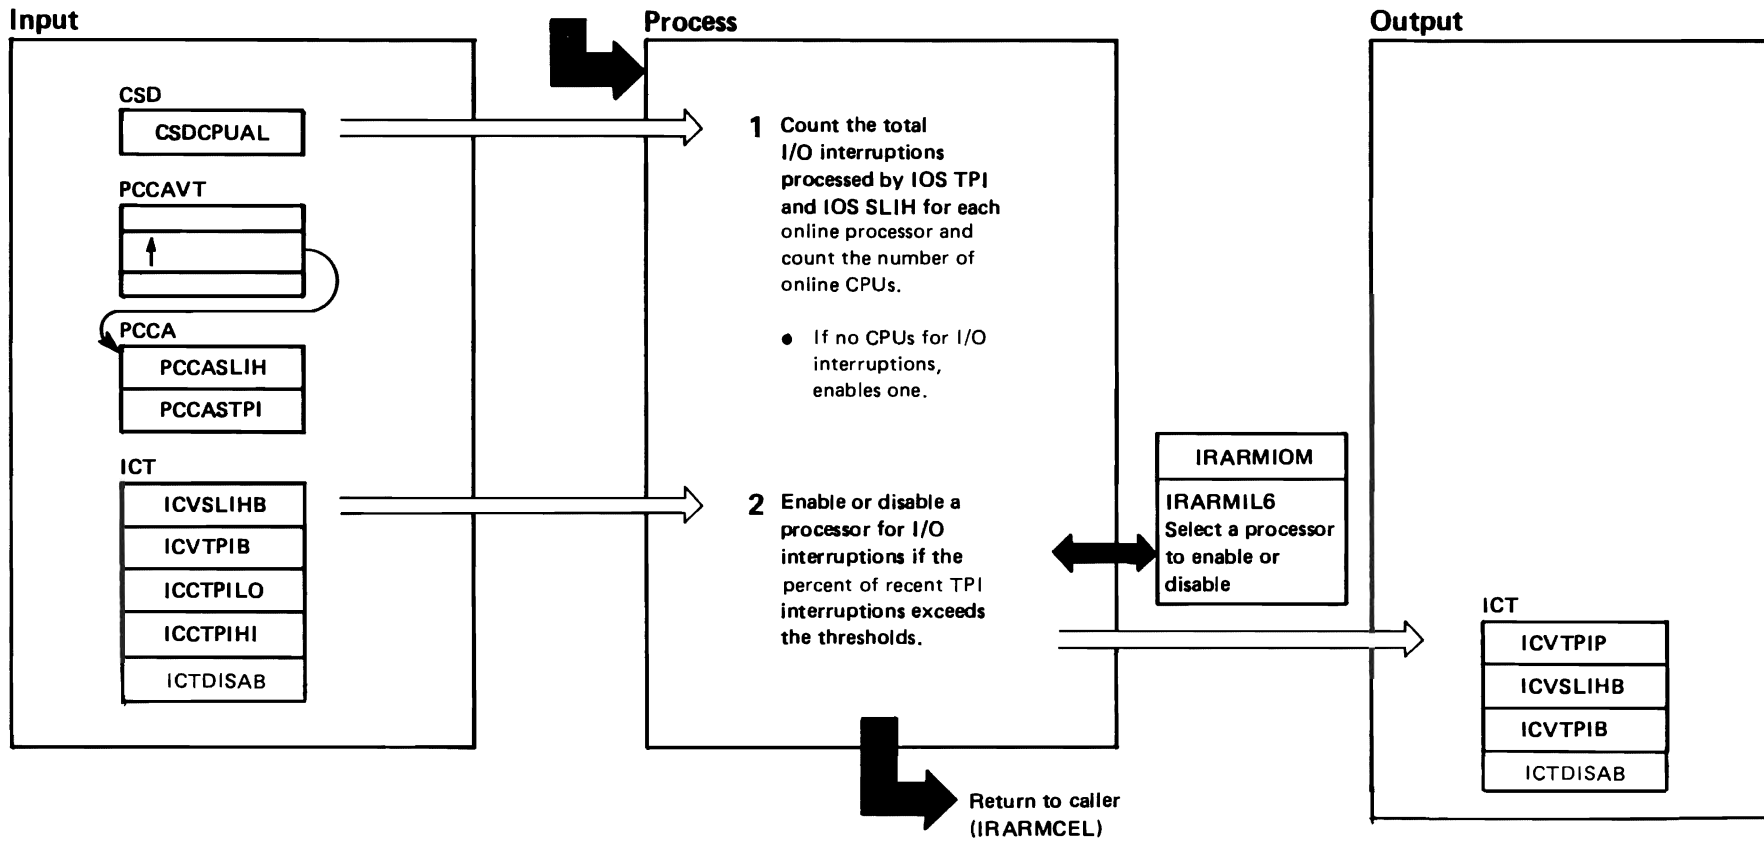 Input
Process
Output
CSD
CSDCPUAL
PCCAVT
PCCA
PCCASLIH
PCCASTPI
ICT
ICVSLIHB
ICVTPIB
ICCTPILO
ICCTPIHI
ICTDISAB
1 Count the total
I/O interruptions
processed by IOS TPI
and IOS SLIH for each
online processor and
count the number of
online CPUs.
● If no CPUs for I/O
interruptions,
enables one.
2 Enable or disable a
processor for I/O
interruptions if the
percent of recent TPI
interruptions exceeds
the thresholds.
IRARMIOM
IRARMIL6
Select a processor
to enable or
disable
Return to caller
(IRARMCEL)
ICT
ICVTPIP
ICVSLIHB
ICVTPIB
ICTDISAB